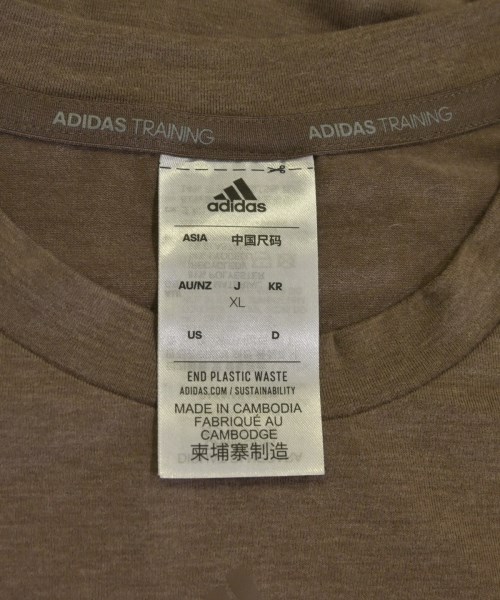 ADIDAS TRAINING ADIDAS TRAINING
adidas
ASIA 中国尺码
AU/NZ J KR
XL
US D
END PLASTIC WASTE
ADIDAS.COM / SUSTAINABILITY
MADE IN CAMBODIA
FABRIQUÉ AU
CAMBODGE
柬埔寨制造